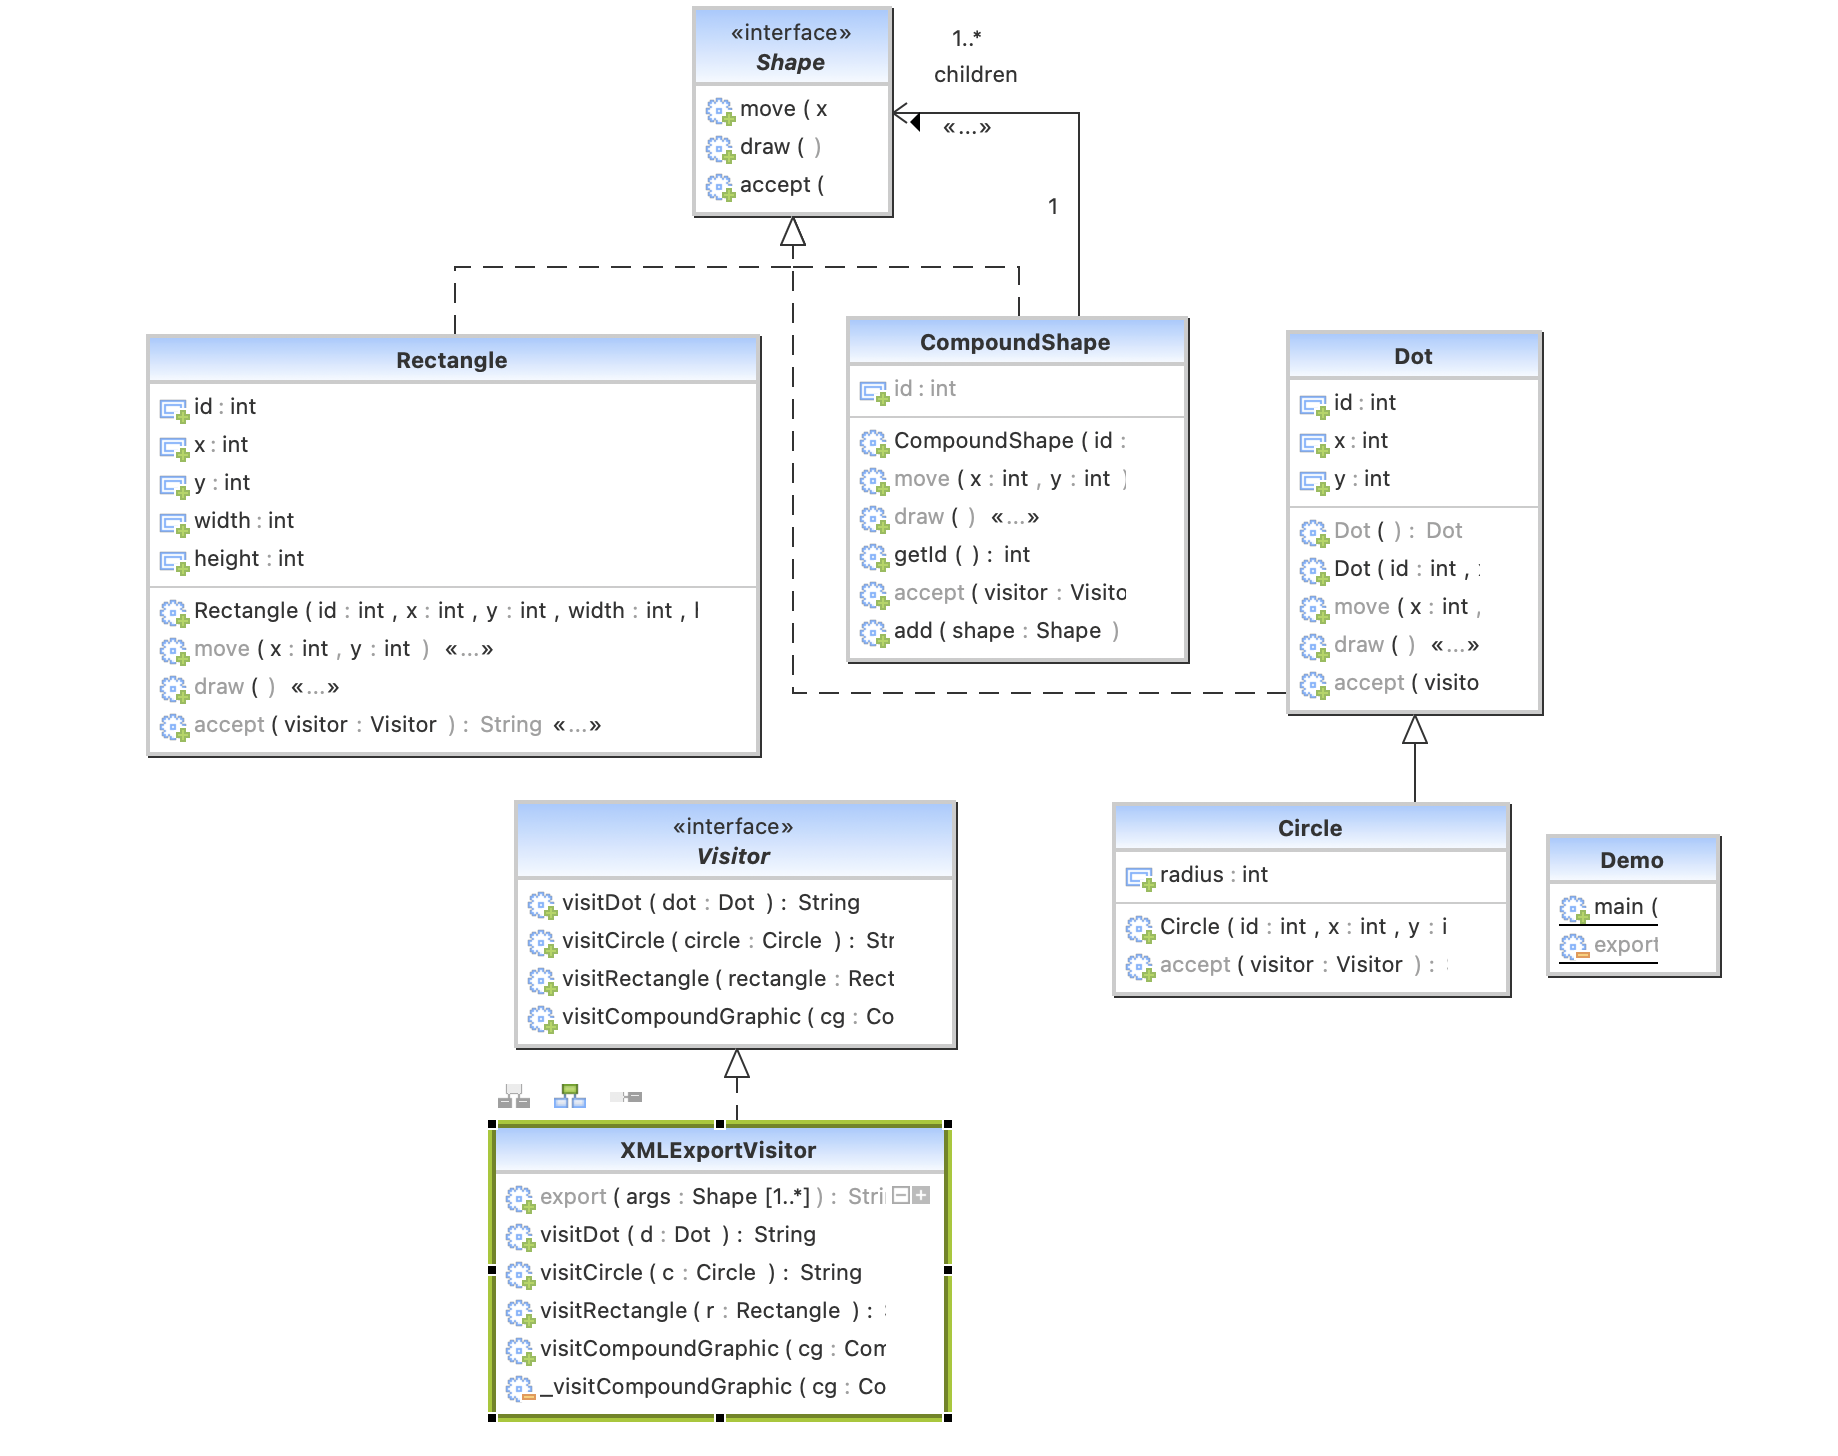 «interface»
Shape
move ( x
draw ( )
accept (
1..*
children
«...»
1
Rectangle
id : int
x : int
y : int
width : int
height : int
Rectangle ( id : int , x : int , y : int , width : int , l
move ( x : int , y : int ) «...»
draw ( ) «...»
accept ( visitor : Visitor ) : String «...»
CompoundShape
id : int
CompoundShape ( id :
move ( x : int , y : int )
draw ( ) «...»
getId ( ) : int
accept ( visitor : Visito
add ( shape : Shape )
Dot
id : int
x : int
y : int
Dot ( ) : Dot
Dot ( id : int ,
move ( x : int ,
draw ( ) «...»
accept ( visito
«interface»
Visitor
visitDot ( dot : Dot ) : String
visitCircle ( circle : Circle ) : Str
visitRectangle ( rectangle : Rect
visitCompoundGraphic ( cg : Co
Circle
radius : int
Circle ( id : int , x : int , y : i
accept ( visitor : Visitor ) :
Demo
main (
export
XMLExportVisitor
export ( args : Shape [1..*] ) : Stri
visitDot ( d : Dot ) : String
visitCircle ( c : Circle ) : String
visitRectangle ( r : Rectangle ) :
visitCompoundGraphic ( cg : Com
_visitCompoundGraphic ( cg : Co